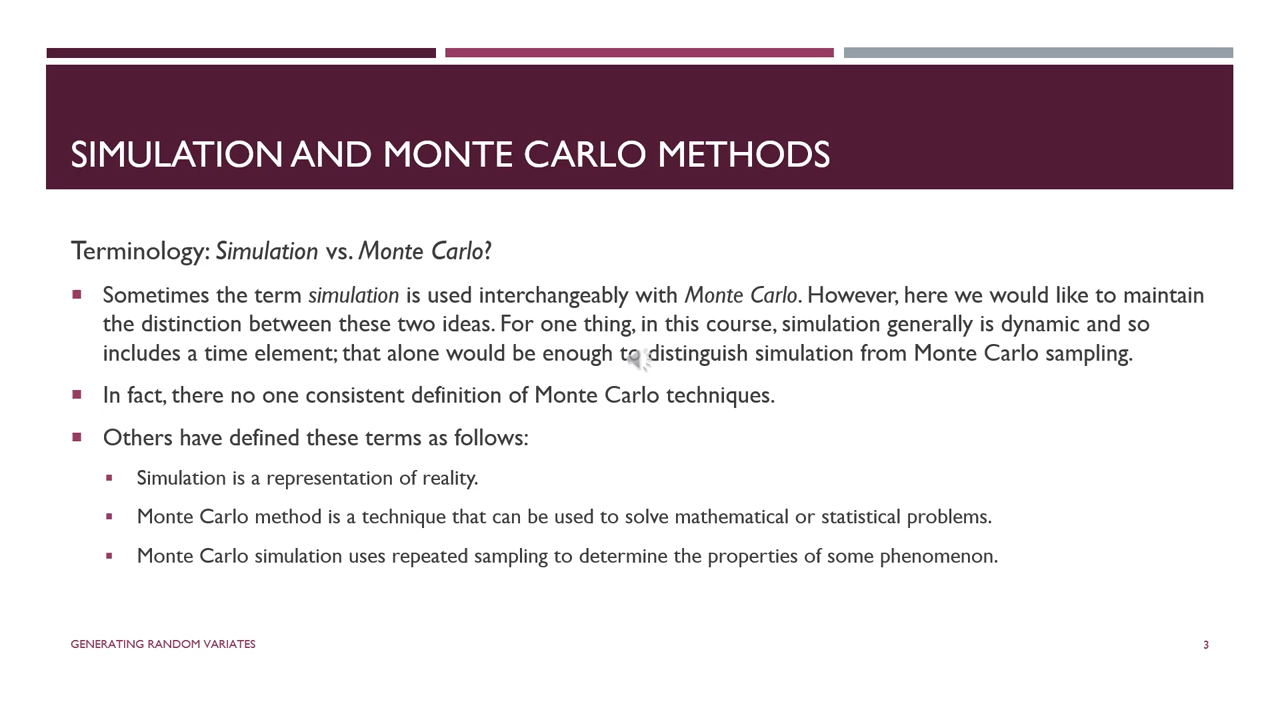 SIMULATION AND MONTE CARLO METHODS
Terminology: Simulation vs. Monte Carlo?
Sometimes the term simulation is used interchangeably with Monte Carlo. However, here we would like to maintain
the distinction between these two ideas. For one thing, in this course, simulation generally is dynamic and so
includes a time element; that alone would be enough to distinguish simulation from Monte Carlo sampling.
In fact, there no one consistent definition of Monte Carlo techniques.
Others have defined these terms as follows:
Simulation is a representation of reality.
Monte Carlo method is a technique that can be used to solve mathematical or statistical problems.
Monte Carlo simulation uses repeated sampling to determine the properties of some phenomenon.
GENERATING RANDOM VARIATES
3